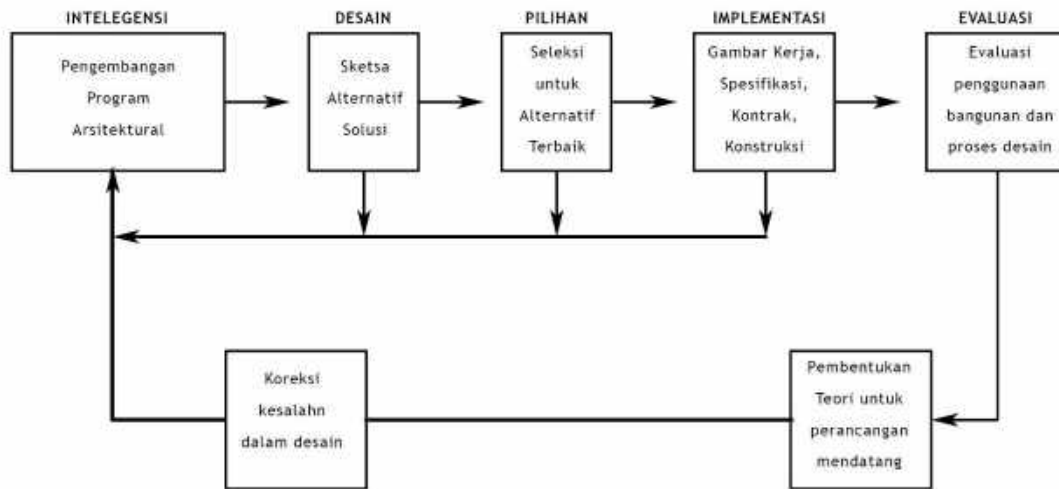 INTELEGENSI
Pengembangan
Program
Arsitektural
DESAIN
Sketsa
Alternatif
Solusi
PILIHAN
Seleksi
untuk
Alternatif
Terbaik
IMPLEMENTASI
Gambar Kerja,
Spesifikasi,
Kontrak,
Konstruksi
EVALUASI
Evaluasi
penggunaan
bangunan dan
proses desain
Koreksi
kesalahn
dalam desain
Pembentukan
Teori untuk
perancangan
mendatang